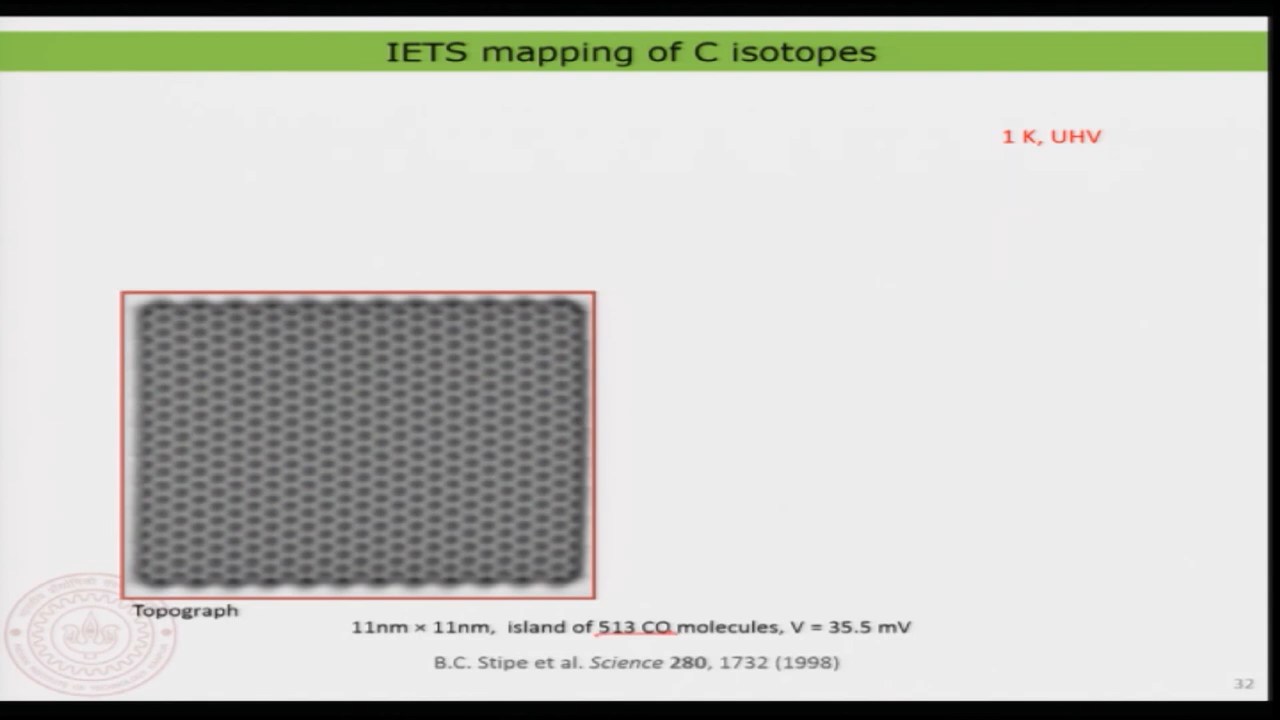 IETS mapping of C isotopes
1 K, UHV
Topograph
11nm × 11nm, island of 513 CO molecules, V = 35.5 mV
B.C. Stipe et al. Science 280, 1732 (1998)
32